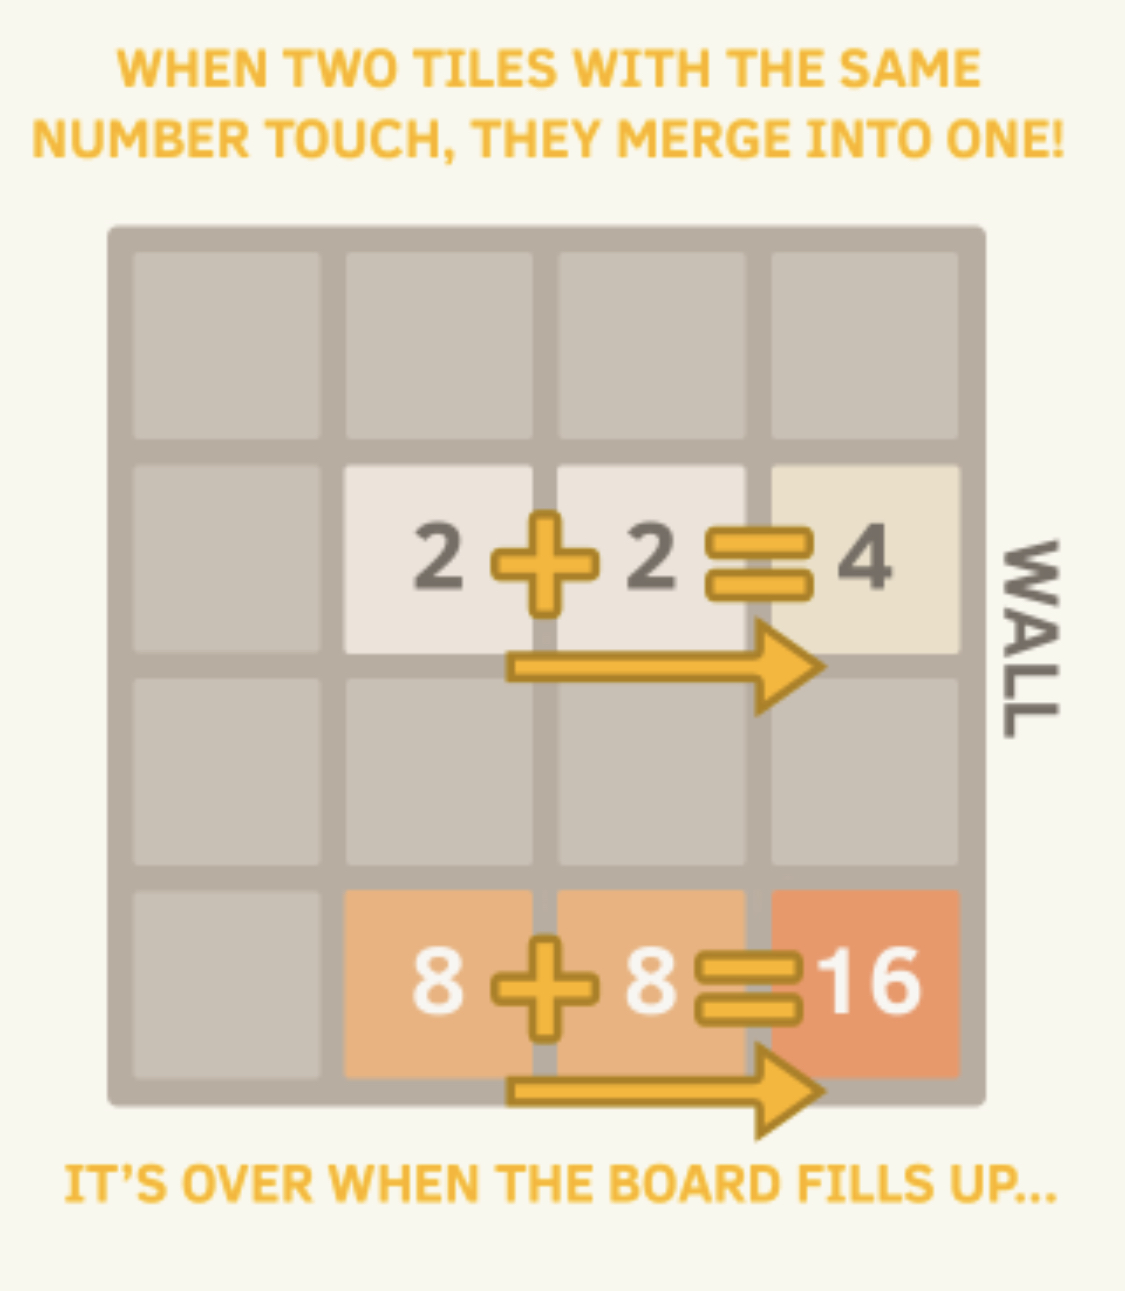 WHEN TWO TILES WITH THE SAME
NUMBER TOUCH, THEY MERGE INTO ONE!
2 + 2 = 4
WALL
8 + 8 = 16
IT'S OVER WHEN THE BOARD FILLS UP...